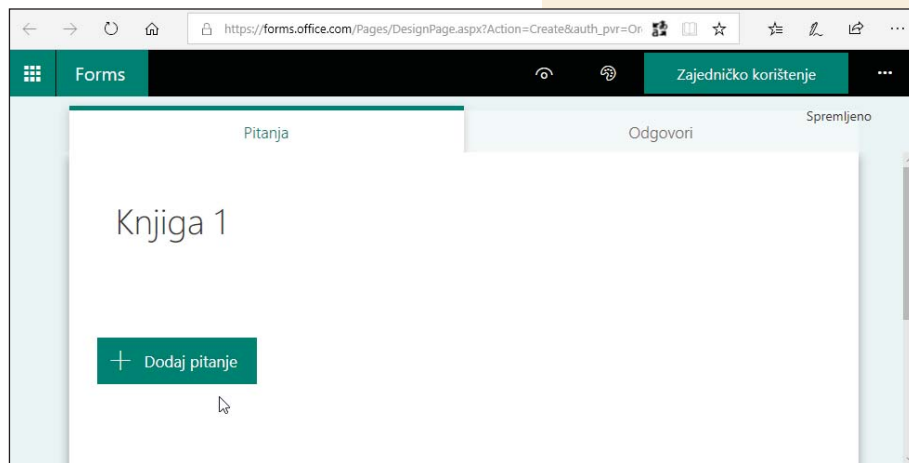 https://forms.office.com/Pages/DesignPage.aspx?Action=Create&auth_pvr=Or
Forms
Zajedničko korištenje
Spremljeno
Pitanja
Odgovori
Knjiga 1
Dodaj pitanje